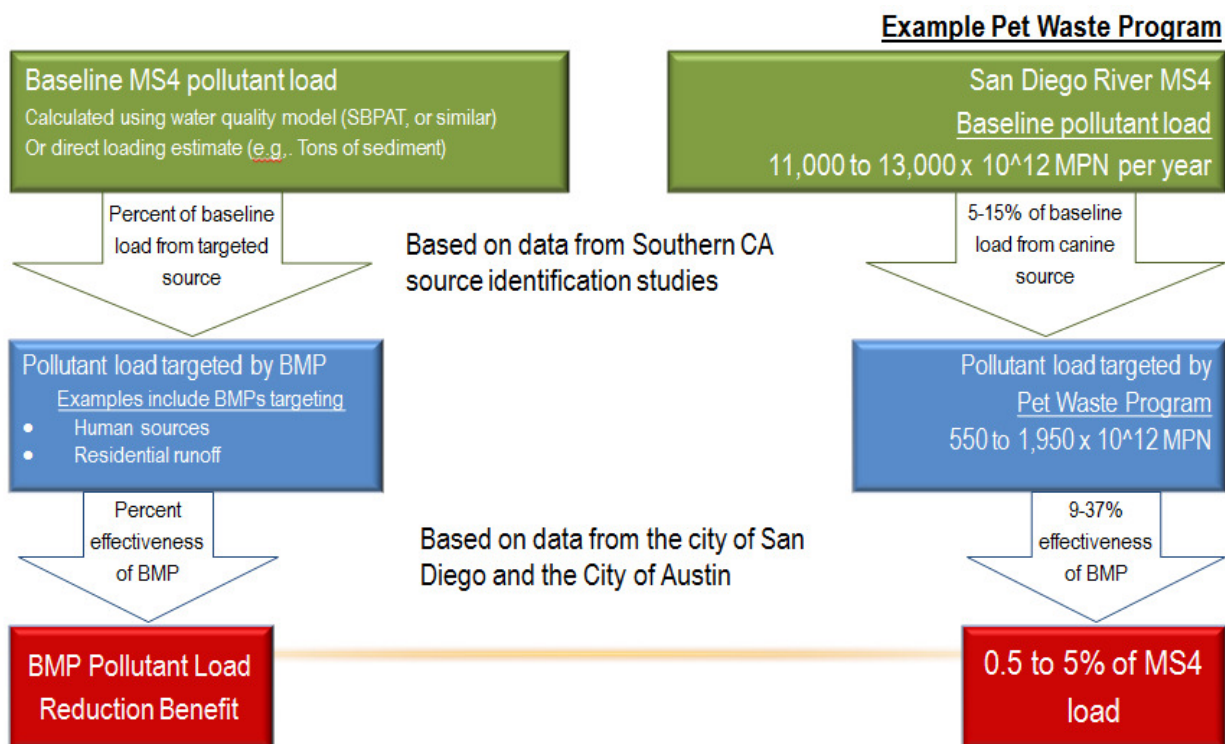 Example Pet Waste Program
Baseline MS4 pollutant load
Calculated using water quality model (SBPAT, or similar)
Or direct loading estimate (e.g,. Tons of sediment)
San Diego River MS4
Baseline pollutant load
11,000 to 13,000 x 10^12 MPN per year
Percent of baseline
load from targeted
source
Based on data from Southern CA
source identification studies
5-15% of baseline
load from canine
source
Pollutant load targeted by BMP
Examples include BMPs targeting
• Human sources
• Residential runoff
Pollutant load targeted by
Pet Waste Program
550 to 1,950 x 10^12 MPN
Percent
effectiveness
of BMP
Based on data from the city of San
Diego and the City of Austin
9-37%
effectiveness
of BMP
BMP Pollutant Load
Reduction Benefit
0.5 to 5% of MS4
load